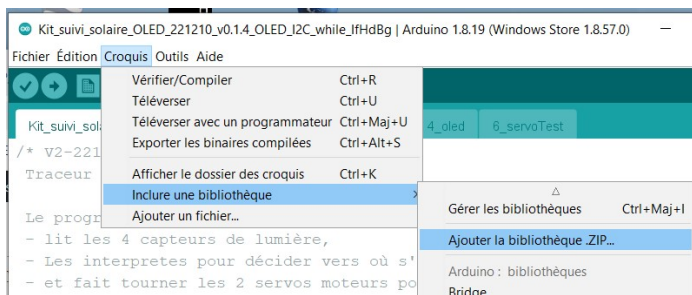 Kit_suivi_solaire_OLED_221210_v0.1.4_OLED_I2C_while_IfHdBg | Arduino 1.8.19 (Windows Store 1.8.57.0)
Fichier Édition Croquis Outils Aide
Vérifier/Compiler Ctrl+R
Téléverser Ctrl+U
Téléverser avec un programmateur Ctrl+Maj+U
Exporter les binaires compilées Ctrl+Alt+S
Afficher le dossier des croquis Ctrl+K
Inclure une bibliothèque
Ajouter un fichier...
Gérer les bibliothèques Ctrl+Maj+I
Ajouter la bibliothèque .ZIP...
Arduino : bibliothèques
Bridge
Kit_suivi_sol
4_oled 6_servoTest
/* V2-221
Traceur
Le progr
- lit les 4 capteurs de lumière,
- Les interpretes pour décider vers où s'
- et fait tourner les 2 servos moteurs po